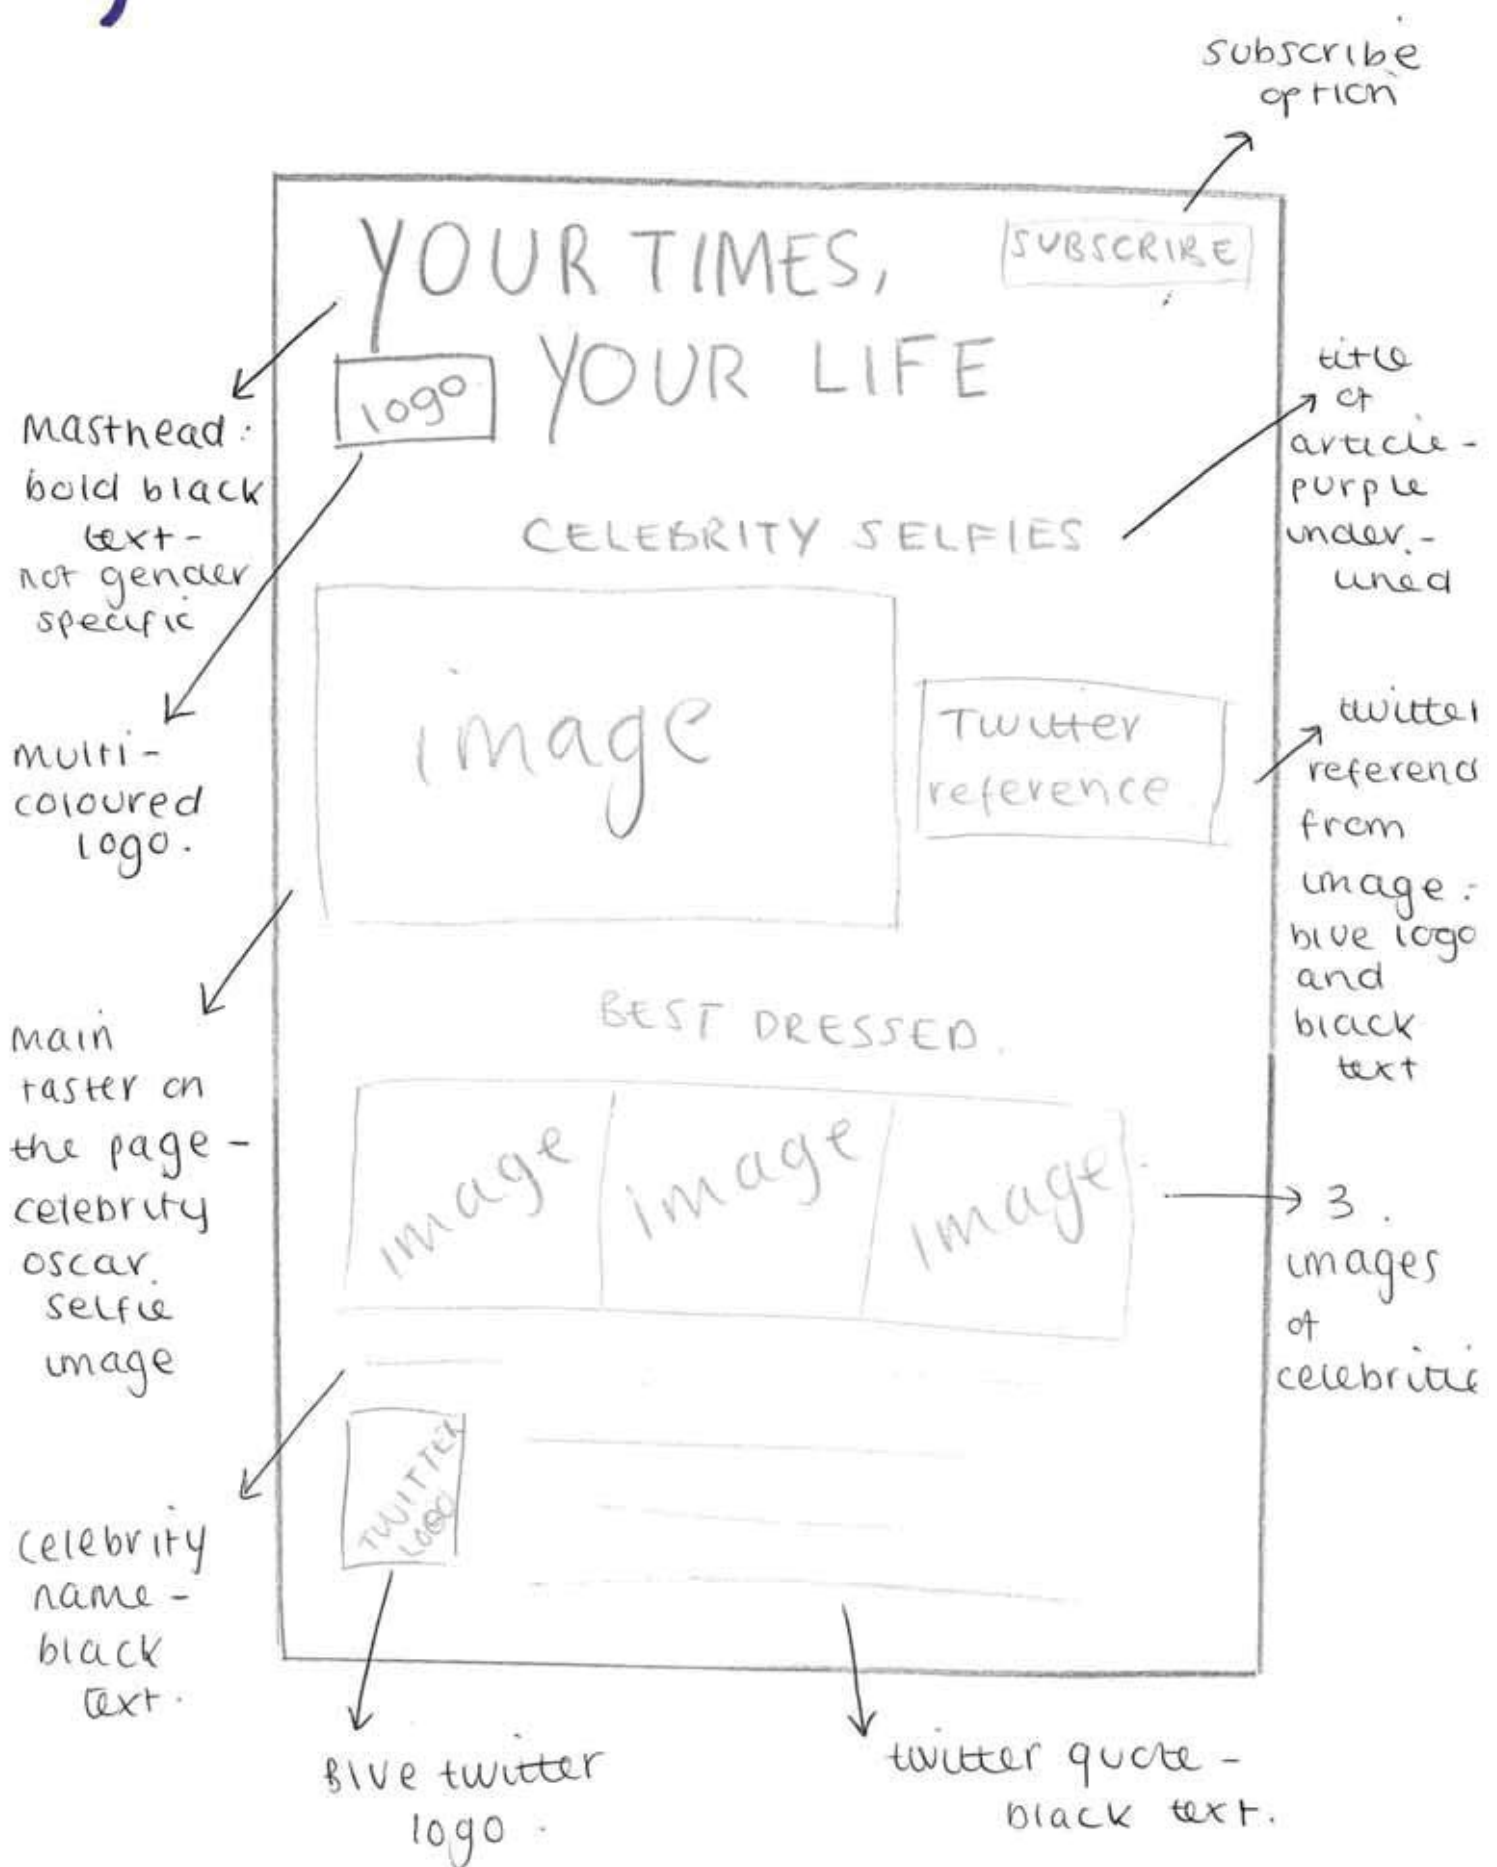 subscribe
option
YOUR TIMES,
SUBSCRIBE
YOUR LIFE
logo
Masthead:
bold black
text-
not gender
specific
title
of
article-
purple
under-
lined
CELEBRITY SELFIES
image
Twitter
reference
multi-
coloured
logo.
twitter
referenc
from
image:
blue logo
and
black
text
main
taster on
the page-
celebrity
oscar
selfie
image
BEST DRESSED.
image
image
image
3
images
of
celebritie
TWITTER
LOGO
celebrity
name-
black
text.
Blue twitter
logo.
twitter quote-
black text.